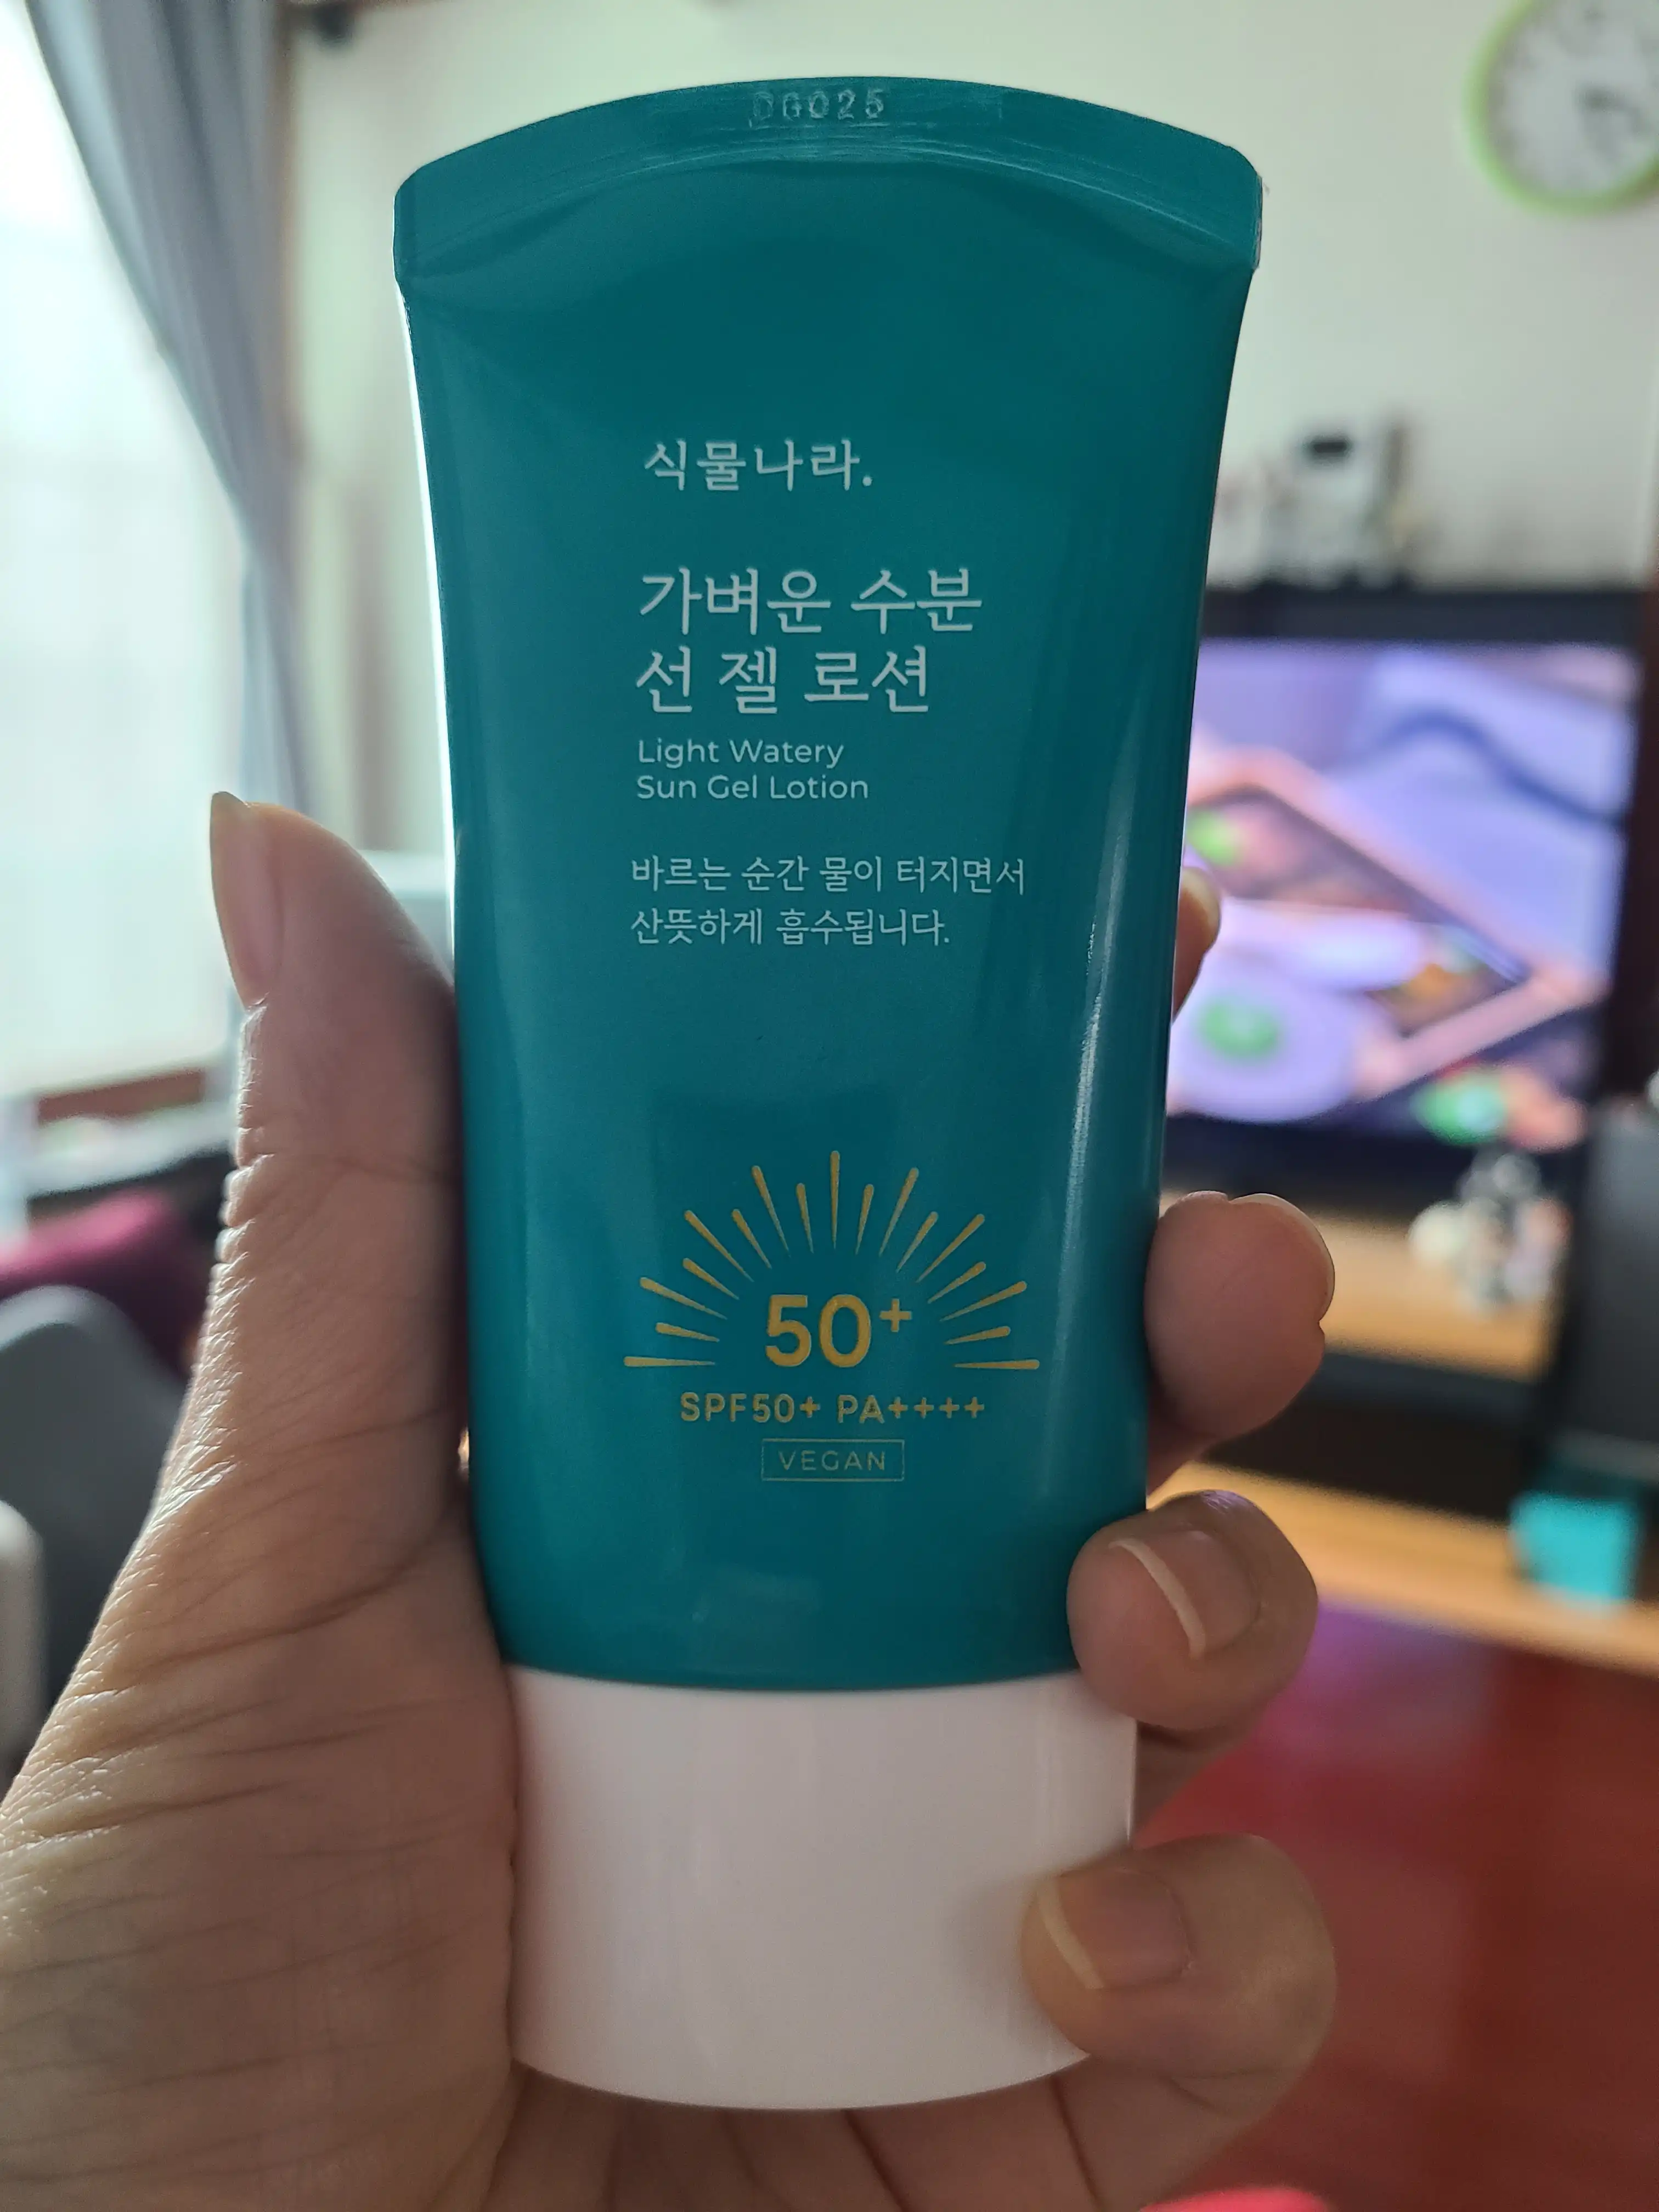 DG025
식물나라.
가벼운 수분
선 젤 로션
Light Watery
Sun Gel Lotion
바르는 순간 물이 터지면서
산뜻하게 흡수됩니다.
50+
SPF50+ PA++++
VEGAN